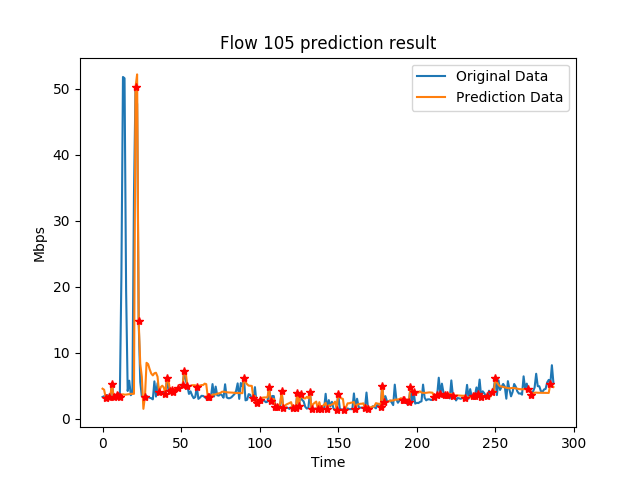 Flow 105 prediction result
Original Data
Prediction Data
Mbps
50
40
30
20
10
0
0 50 100 150 200 250 300
Time